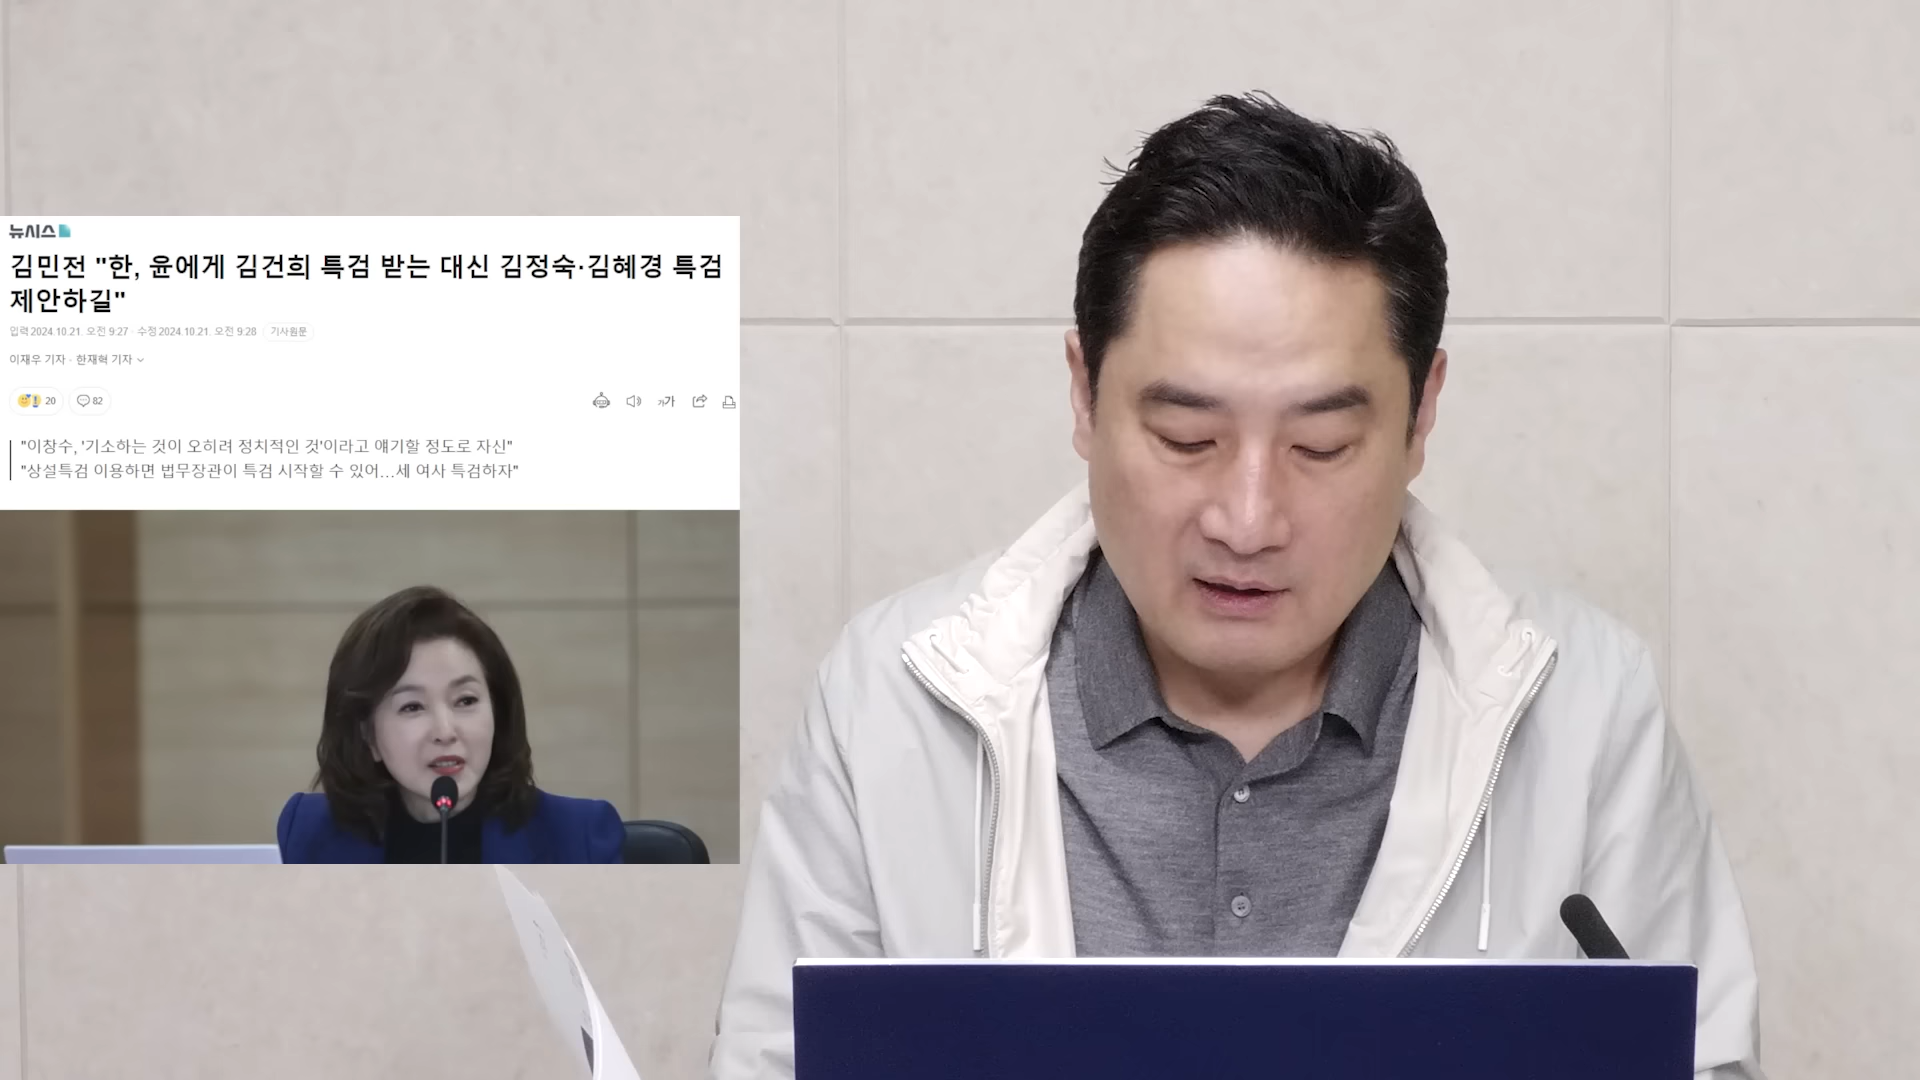 뉴시스
김민전 "한, 윤에게 김건희 특검 받는 대신 김정숙·김혜경 특검
제안하길"
입력 2024.10.21. 오전 9:27 · 수정 2024.10.21. 오전 9:28 기사원문
이재우 기자 · 한재혁 기자
20 82
가가
"이창수, '기소하는 것이 오히려 정치적인 것'이라고 얘기할 정도로 자신"
"상설특검 이용하면 법무장관이 특검 시작할 수 있어…세 여사 특검하자"